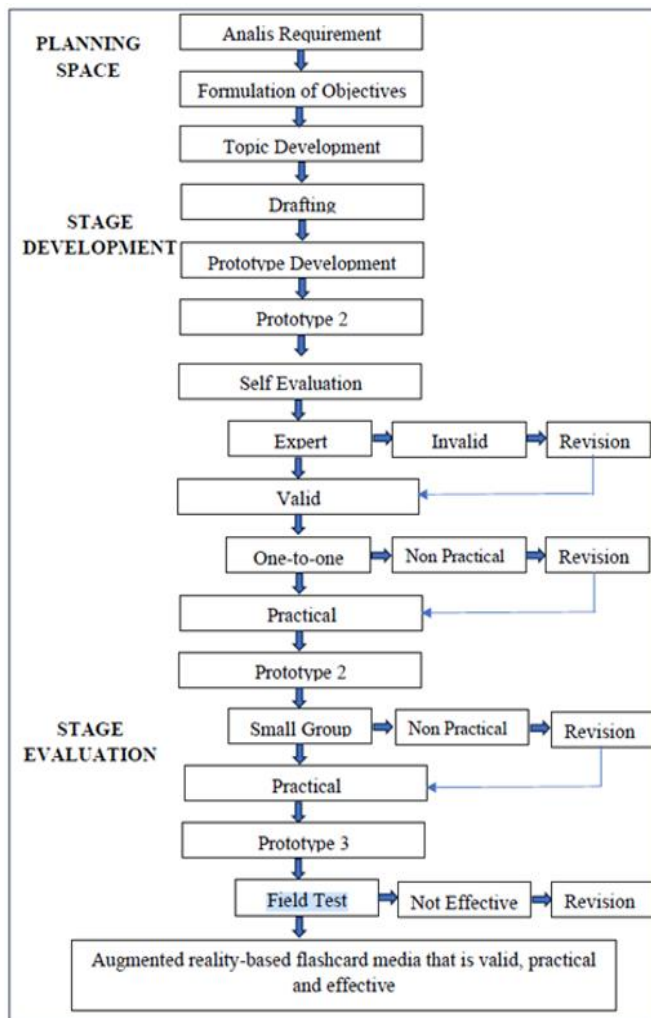 PLANNING
SPACE
Analis Requirement
Formulation of Objectives
Topic Development
STAGE
DEVELOPMENT
Drafting
Prototype Development
Prototype 2
Self Evaluation
Expert
Invalid
Revision
Valid
One-to-one
Non Practical
Revision
Practical
Prototype 2
STAGE
EVALUATION
Small Group
Non Practical
Revision
Practical
Prototype 3
Field Test
Not Effective
Revision
Augmented reality-based flashcard media that is valid, practical
and effective